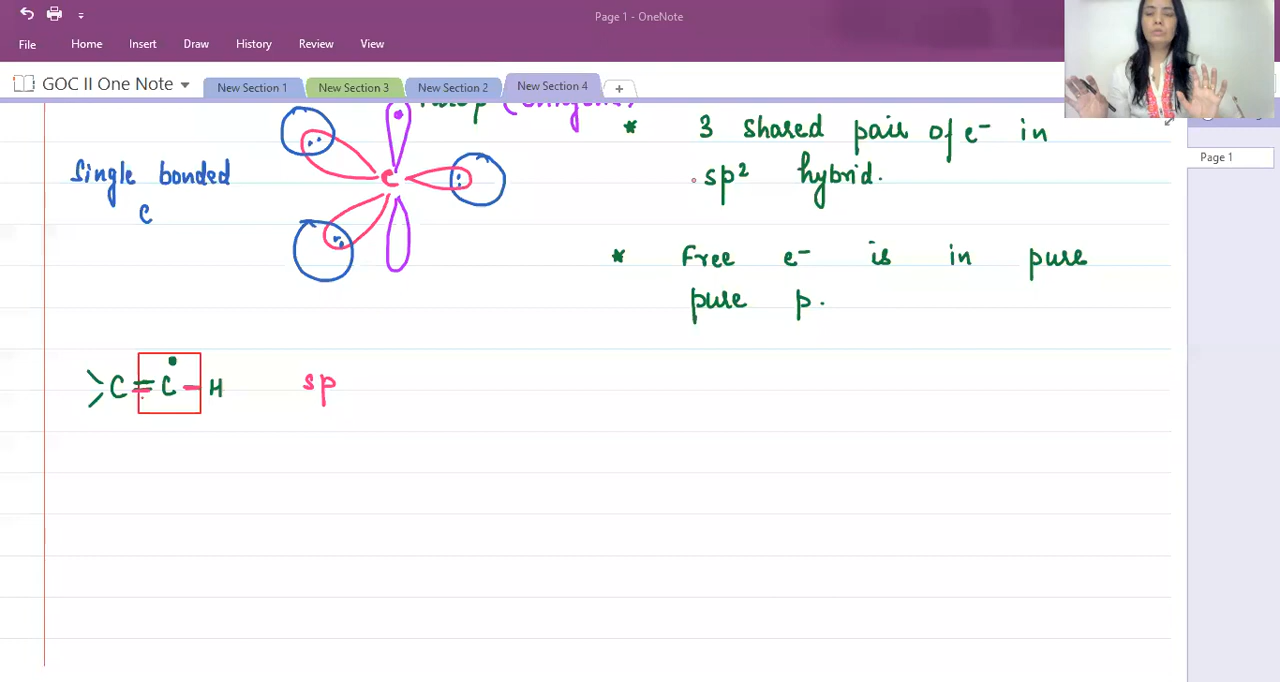 Page 1 - OneNote
File Home Insert Draw History Review View
GOC II One Note
New Section 1 New Section 3 New Section 2 New Section 4 +
Page 1
* 3 shared pair of e⁻ in
sp² hybrid.
Single bonded
C
C
* Free e⁻ is in pure
pure p.
C = C - H sp